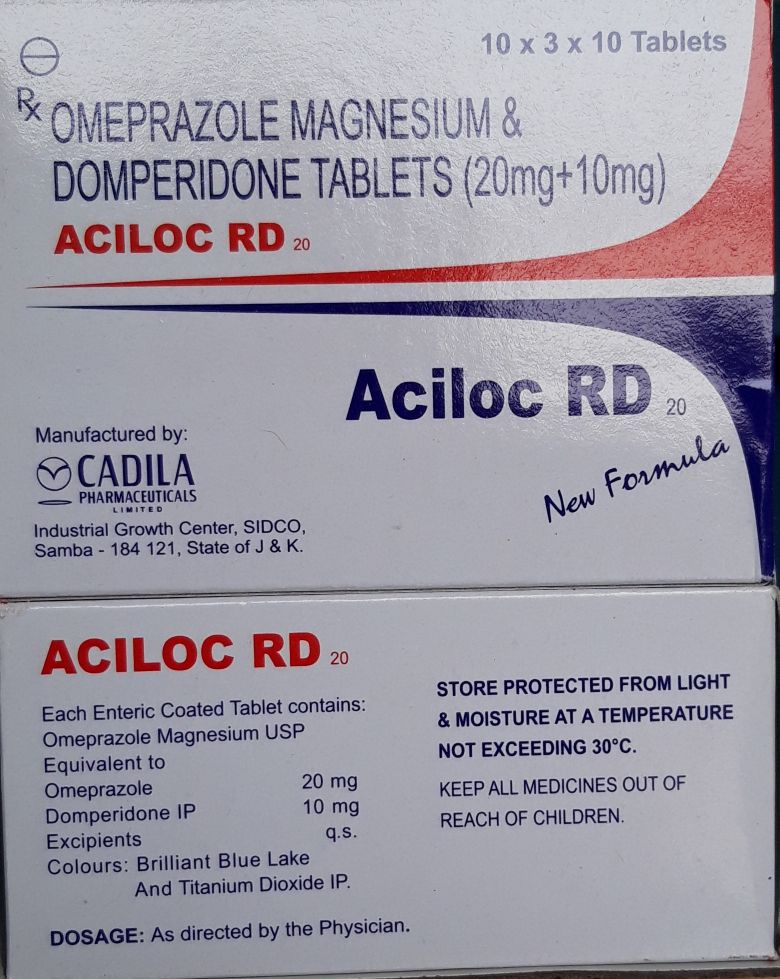 10 x 3 x 10 Tablets
Rx OMEPRAZOLE MAGNESIUM &
DOMPERIDONE TABLETS (20mg+10mg)
ACILOC RD 20
Aciloc RD 20
New Formula
Manufactured by:
CADILA
PHARMACEUTICALS
LIMITED
Industrial Growth Center, SIDCO,
Samba - 184 121, State of J & K.
ACILOC RD 20
Each Enteric Coated Tablet contains:
Omeprazole Magnesium USP
Equivalent to
Omeprazole 20 mg
Domperidone IP 10 mg
Excipients q.s.
Colours: Brilliant Blue Lake
And Titanium Dioxide IP.
DOSAGE: As directed by the Physician.
STORE PROTECTED FROM LIGHT
& MOISTURE AT A TEMPERATURE
NOT EXCEEDING 30°C.
KEEP ALL MEDICINES OUT OF
REACH OF CHILDREN.